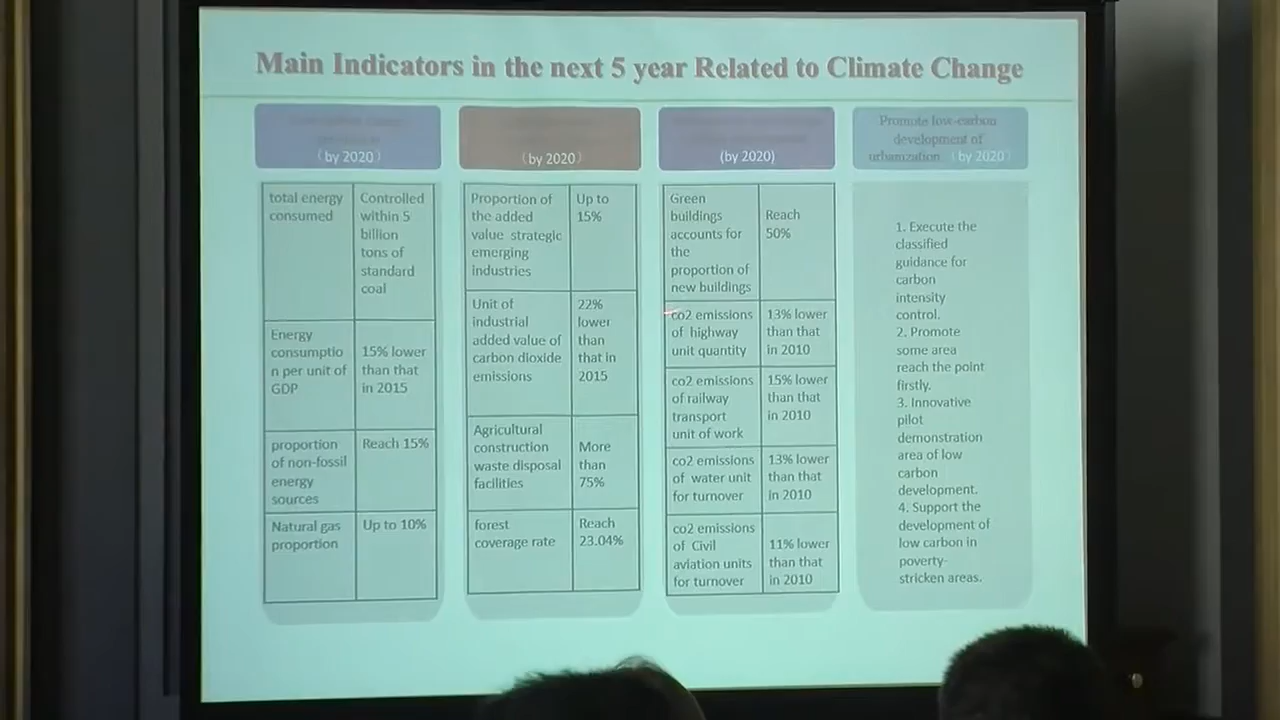 Main Indicators in the next 5 year Related to Climate Change
(by 2020)
total energy
consumed
Controlled
within 5
billion
tons of
standard
coal
Energy
consumptio
n per unit of
GDP
15% lower
than that
in 2015
proportion
of non-fossil
energy
sources
Reach 15%
Natural gas
proportion
Up to 10%
(by 2020)
Proportion of
the added
value strategic
emerging
industries
Up to
15%
Unit of
industrial
added value of
carbon dioxide
emissions
22%
lower
than
that in
2015
Agricultural
construction
waste disposal
facilities
More
than
75%
forest
coverage rate
Reach
23.04%
(by 2020)
Green
buildings
accounts for
the
proportion of
new buildings
Reach
50%
co2 emissions
of highway
unit quantity
13% lower
than that
in 2010
co2 emissions
of railway
transport
unit of work
15% lower
than that
in 2010
co2 emissions
of water unit
for turnover
13% lower
than that
in 2010
co2 emissions
of Civil
aviation units
for turnover
11% lower
than that
in 2010
Promote low-carbon
development of
urbanization (by 2020)
1. Execute the
classified
guidance for
carbon
intensity
control.
2. Promote
some area
reach the point
firstly.
3. Innovative
pilot
demonstration
area of low
carbon
development.
4. Support the
development of
low carbon in
poverty-
stricken areas.